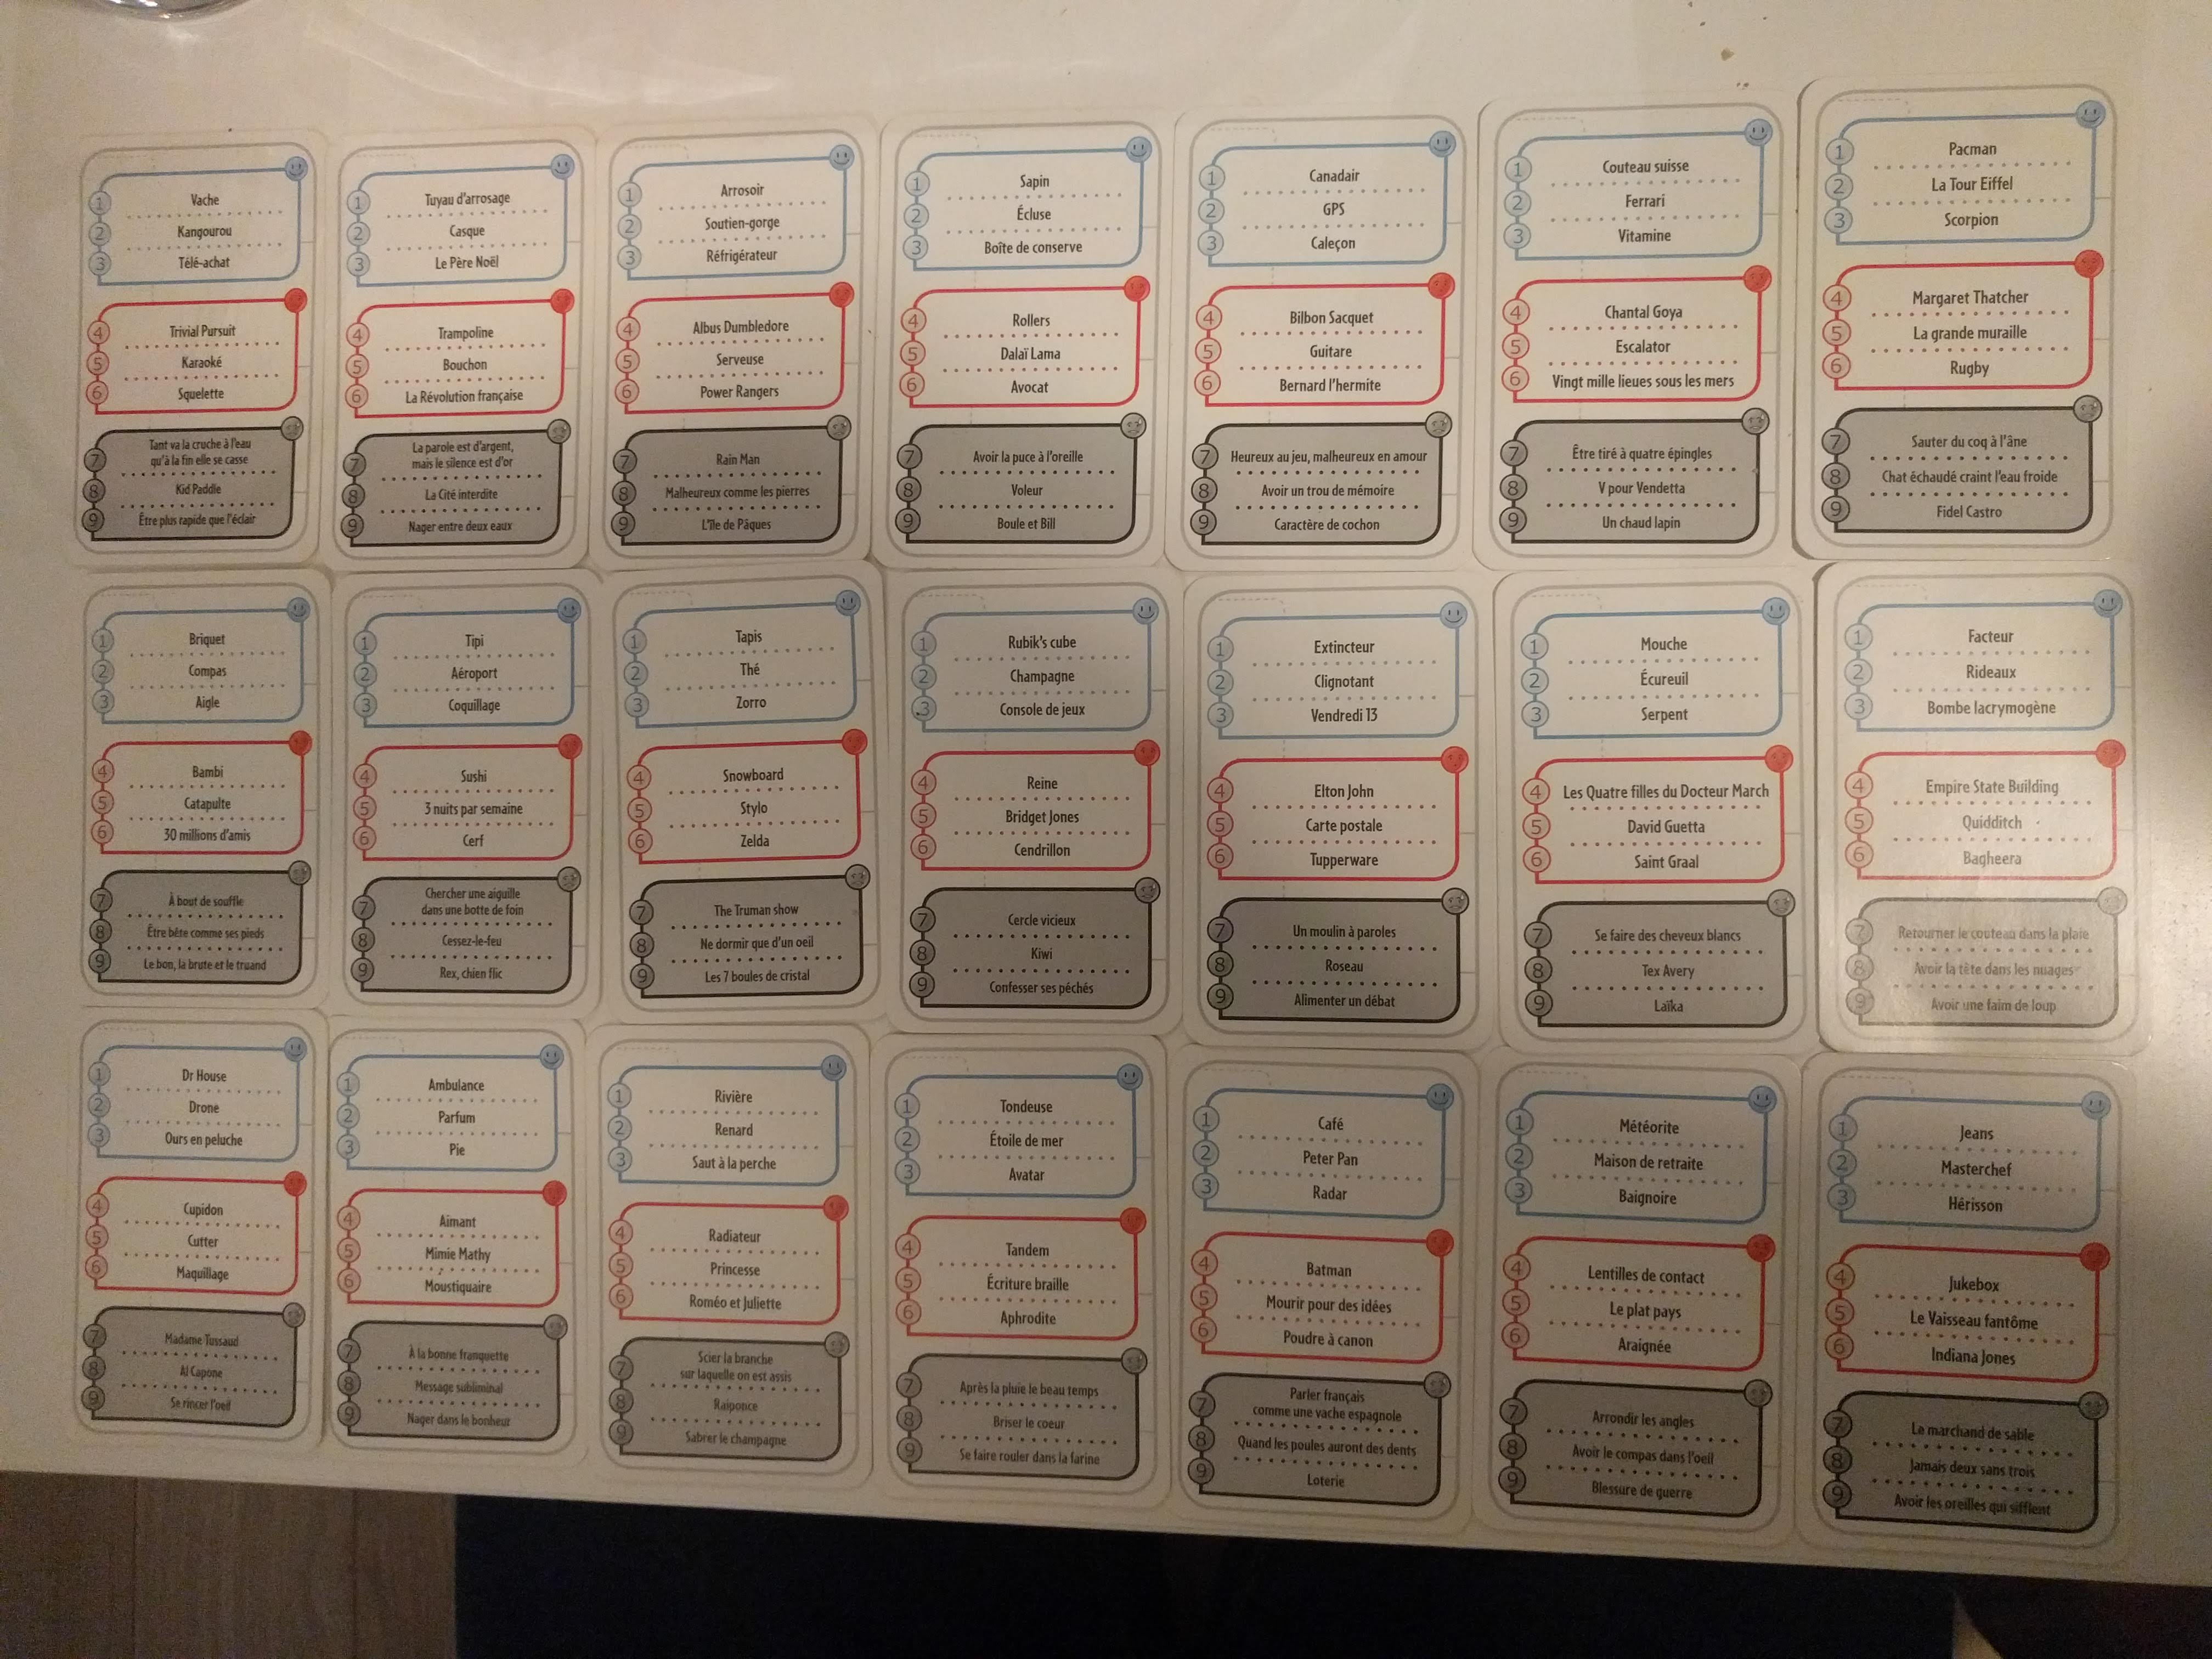 1 Vache
2 Kangourou
3 Télé-achat
4 Trivial Pursuit
5 Karaoké
6 Squelette
Tant va la cruche à l'eau
7 qu'à la fin elle se casse
8 Kid Paddle
9 Être plus rapide que l'éclair
1 Tuyau d'arrosage
2 Casque
3 Le Père Noël
4 Trampoline
5 Bouchon
6 La Révolution française
La parole est d'argent,
7 mais le silence est d'or
8 La Cité interdite
9 Nager entre deux eaux
1 Arrosoir
2 Soutien-gorge
3 Réfrigérateur
4 Albus Dumbledore
5 Serveuse
6 Power Rangers
7 Rain Man
8 Malheureux comme les pierres
9 L'île de Pâques
1 Sapin
2 Écluse
3 Boîte de conserve
4 Rollers
5 Dalaï Lama
6 Avocat
7 Avoir la puce à l'oreille
8 Voleur
9 Boule et Bill
1 Canadair
2 GPS
3 Caleçon
4 Bilbon Sacquet
5 Guitare
6 Bernard l'hermite
7 Heureux au jeu, malheureux en amour
8 Avoir un trou de mémoire
9 Caractère de cochon
1 Couteau suisse
2 Ferrari
3 Vitamine
4 Chantal Goya
5 Escalator
6 Vingt mille lieues sous les mers
7 Être tiré à quatre épingles
8 V pour Vendetta
9 Un chaud lapin
1 Pacman
2 La Tour Eiffel
3 Scorpion
4 Margaret Thatcher
5 La grande muraille
6 Rugby
7 Sauter du coq à l'âne
8 Chat échaudé craint l'eau froide
9 Fidel Castro
1 Briquet
2 Compas
3 Aigle
4 Bambi
5 Catapulte
6 30 millions d'amis
7 À bout de souffle
8 Être bête comme ses pieds
9 Le bon, la brute et le truand
1 Tipi
2 Aéroport
3 Coquillage
4 Sushi
5 3 nuits par semaine
6 Cerf
Chercher une aiguille
7 dans une botte de foin
8 Cessez-le-feu
9 Rex, chien flic
1 Tapis
2 Thé
3 Zorro
4 Snowboard
5 Stylo
6 Zelda
7 The Truman show
8 Ne dormir que d'un oeil
9 Les 7 boules de cristal
1 Rubik's cube
2 Champagne
3 Console de jeux
4 Reine
5 Bridget Jones
6 Cendrillon
7 Cercle vicieux
8 Kiwi
9 Confesser ses péchés
1 Extincteur
2 Clignotant
3 Vendredi 13
4 Elton John
5 Carte postale
6 Tupperware
7 Un moulin à paroles
8 Roseau
9 Alimenter un débat
1 Mouche
2 Écureuil
3 Serpent
4 Les Quatre filles du Docteur March
5 David Guetta
6 Saint Graal
7 Se faire des cheveux blancs
8 Tex Avery
9 Laïka
1 Facteur
2 Rideaux
3 Bombe lacrymogène
4 Empire State Building
5 Quidditch
6 Bagheera
7 Retourner le couteau dans la plaie
8 Avoir la tête dans les nuages
9 Avoir une faim de loup
1 Dr House
2 Drone
3 Ours en peluche
4 Cupidon
5 Cutter
6 Maquillage
7 Madame Tussaud
8 Al Capone
9 Se rincer l'oeil
1 Ambulance
2 Parfum
3 Pie
4 Aimant
5 Mimie Mathy
6 Moustiquaire
7 À la bonne franquette
8 Message subliminal
9 Nager dans le bonheur
1 Rivière
2 Renard
3 Saut à la perche
4 Radiateur
5 Princesse
6 Roméo et Juliette
Scier la branche
7 sur laquelle on est assis
8 Raiponce
9 Sabrer le champagne
1 Tondeuse
2 Étoile de mer
3 Avatar
4 Tandem
5 Écriture braille
6 Aphrodite
7 Après la pluie le beau temps
8 Briser le coeur
9 Se faire rouler dans la farine
1 Café
2 Peter Pan
3 Radar
4 Batman
5 Mourir pour des idées
6 Poudre à canon
Parler français
7 comme une vache espagnole
8 Quand les poules auront des dents
9 Loterie
1 Météorite
2 Maison de retraite
3 Baignoire
4 Lentilles de contact
5 Le plat pays
6 Araignée
7 Arrondir les angles
8 Avoir le compas dans l'oeil
9 Blessure de guerre
1 Jeans
2 Masterchef
3 Hérisson
4 Jukebox
5 Le Vaisseau fantôme
6 Indiana Jones
7 Le marchand de sable
8 Jamais deux sans trois
9 Avoir les oreilles qui sifflent